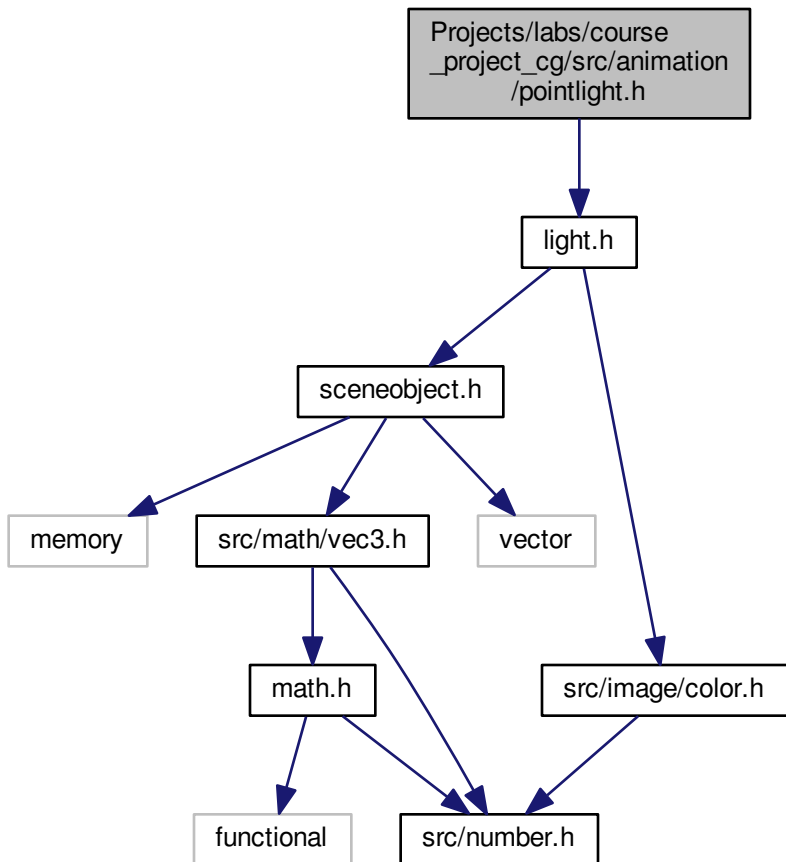 Projects/labs/course
_project_cg/src/animation
/pointlight.h
light.h
sceneobject.h
memory
src/math/vec3.h
vector
math.h
src/image/color.h
functional
src/number.h